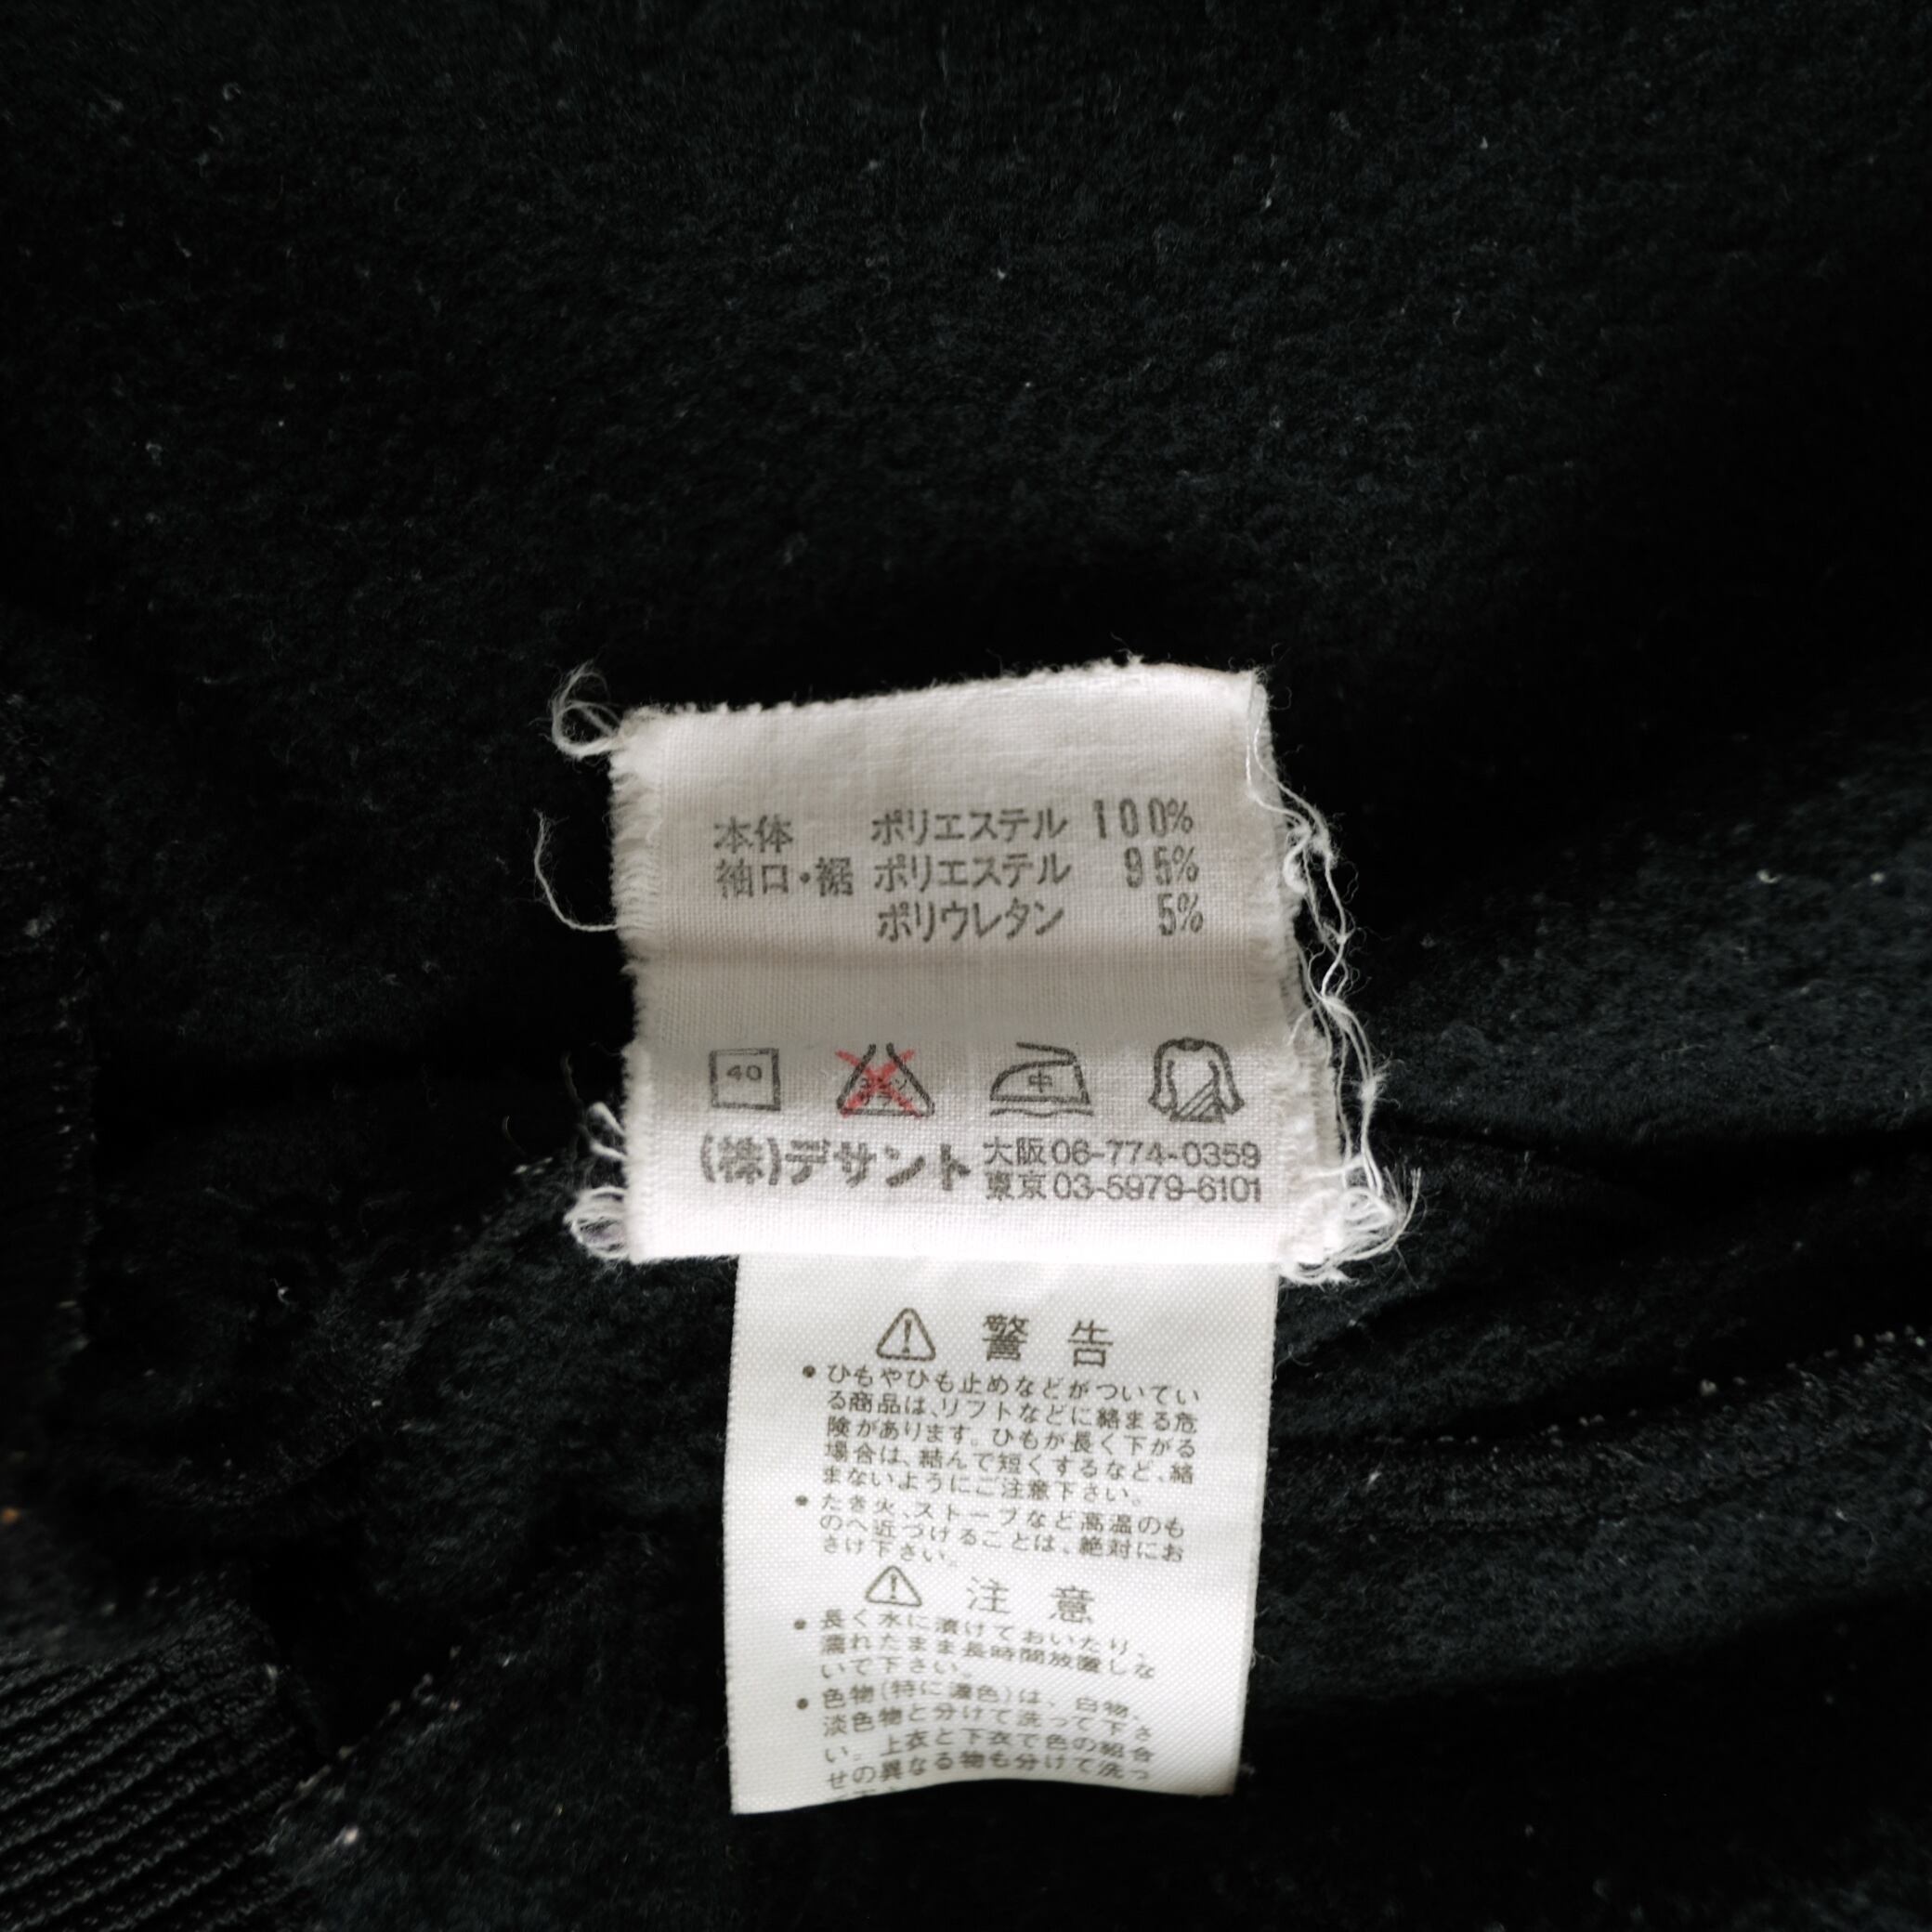 本体 ポリエステル 100%
袖口・裾 ポリエステル 95%
ポリウレタン 5%
40 中
(株)デサント 大阪06-774-0359
東京03-5979-6101
警告
●ひもやひも止めなどがついてい
る商品は、リフトなどに絡まる危
険があります。ひもが長く下がる
場合は、結んで短くするなど、絡
まないようにご注意下さい。
●たき火、ストーブなど高温のも
のへ近づけることは、絶対にお
さけ下さい。
注意
●長く水に漬けておいたり、
濡れたまま長時間放置しな
いで下さい。
●色物(特に濃色)は、白物、
淡色物と分けて洗って下さ
い。上衣と下衣で色の組合
せの異なる物も分けて洗っ